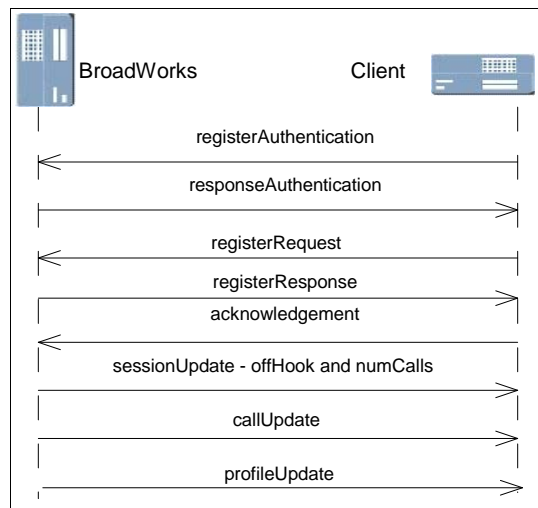 BroadWorks
Client
registerAuthentication
responseAuthentication
registerRequest
registerResponse
acknowledgement
sessionUpdate - offHook and numCalls
callUpdate
profileUpdate